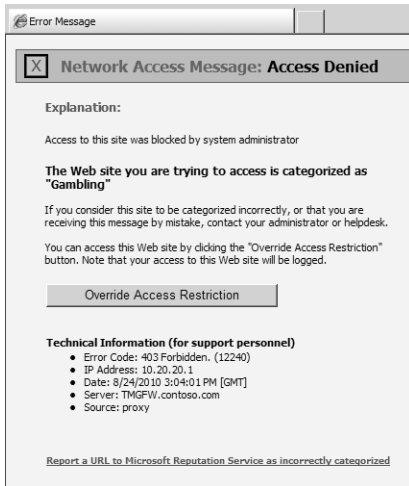 Error Message
X Network Access Message: Access Denied
Explanation:
Access to this site was blocked by system administrator
The Web site you are trying to access is categorized as
"Gambling"
If you consider this site to be categorized incorrectly, or that you are
receiving this message by mistake, contact your administrator or helpdesk.
You can access this Web site by clicking the "Override Access Restriction"
button. Note that your access to this Web site will be logged.
Override Access Restriction
Technical Information (for support personnel)
• Error Code: 403 Forbidden. (12240)
• IP Address: 10.20.20.1
• Date: 8/24/2010 3:04:01 PM [GMT]
• Server: TMGFW.contoso.com
• Source: proxy
Report a URL to Microsoft Reputation Service as incorrectly categorized